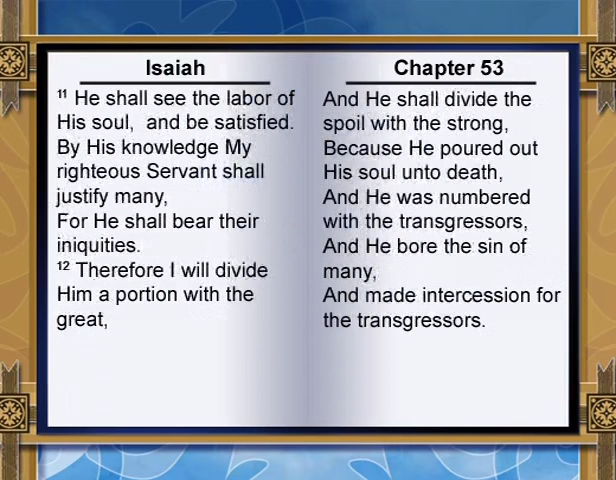 Isaiah
¹¹ He shall see the labor of
His soul, and be satisfied.
By His knowledge My
righteous Servant shall
justify many,
For He shall bear their
iniquities.
¹² Therefore I will divide
Him a portion with the
great,
Chapter 53
And He shall divide the
spoil with the strong,
Because He poured out
His soul unto death,
And He was numbered
with the transgressors,
And He bore the sin of
many,
And made intercession for
the transgressors.